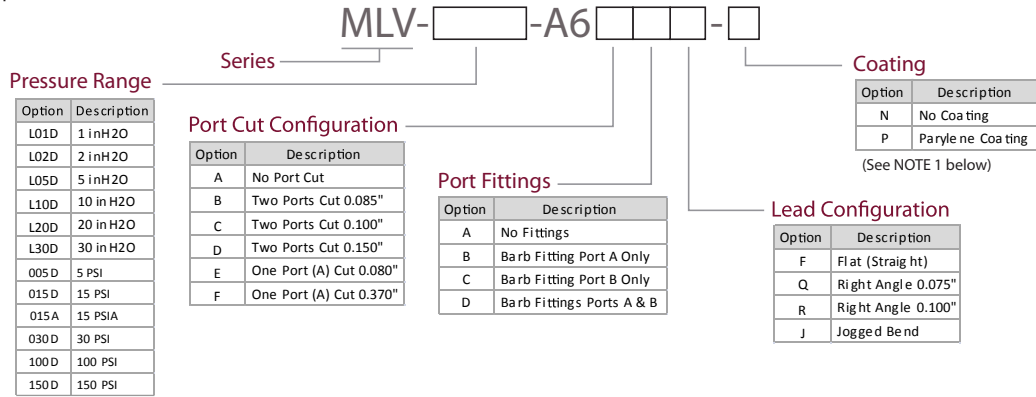 MLV- -A6 -
Series
Pressure Range
Option Description
L01D 1 inH2O
L02D 2 inH2O
L05D 5 inH2O
L10D 10 inH2O
L20D 20 inH2O
L30D 30 inH2O
005D 5 PSI
015D 15 PSI
015A 15 PSIA
030D 30 PSI
100D 100 PSI
150D 150 PSI
Port Cut Configuration
Option Description
A No Port Cut
B Two Ports Cut 0.085"
C Two Ports Cut 0.100"
D Two Ports Cut 0.150"
E One Port (A) Cut 0.080"
F One Port (A) Cut 0.370"
Port Fittings
Option Description
A No Fittings
B Barb Fitting Port A Only
C Barb Fitting Port B Only
D Barb Fittings Ports A & B
Coating
Option Description
N No Coating
P Parylene Coating
(See NOTE 1 below)
Lead Configuration
Option Description
F Flat (Straight)
Q Right Angle 0.075"
R Right Angle 0.100"
J Jogged Bend